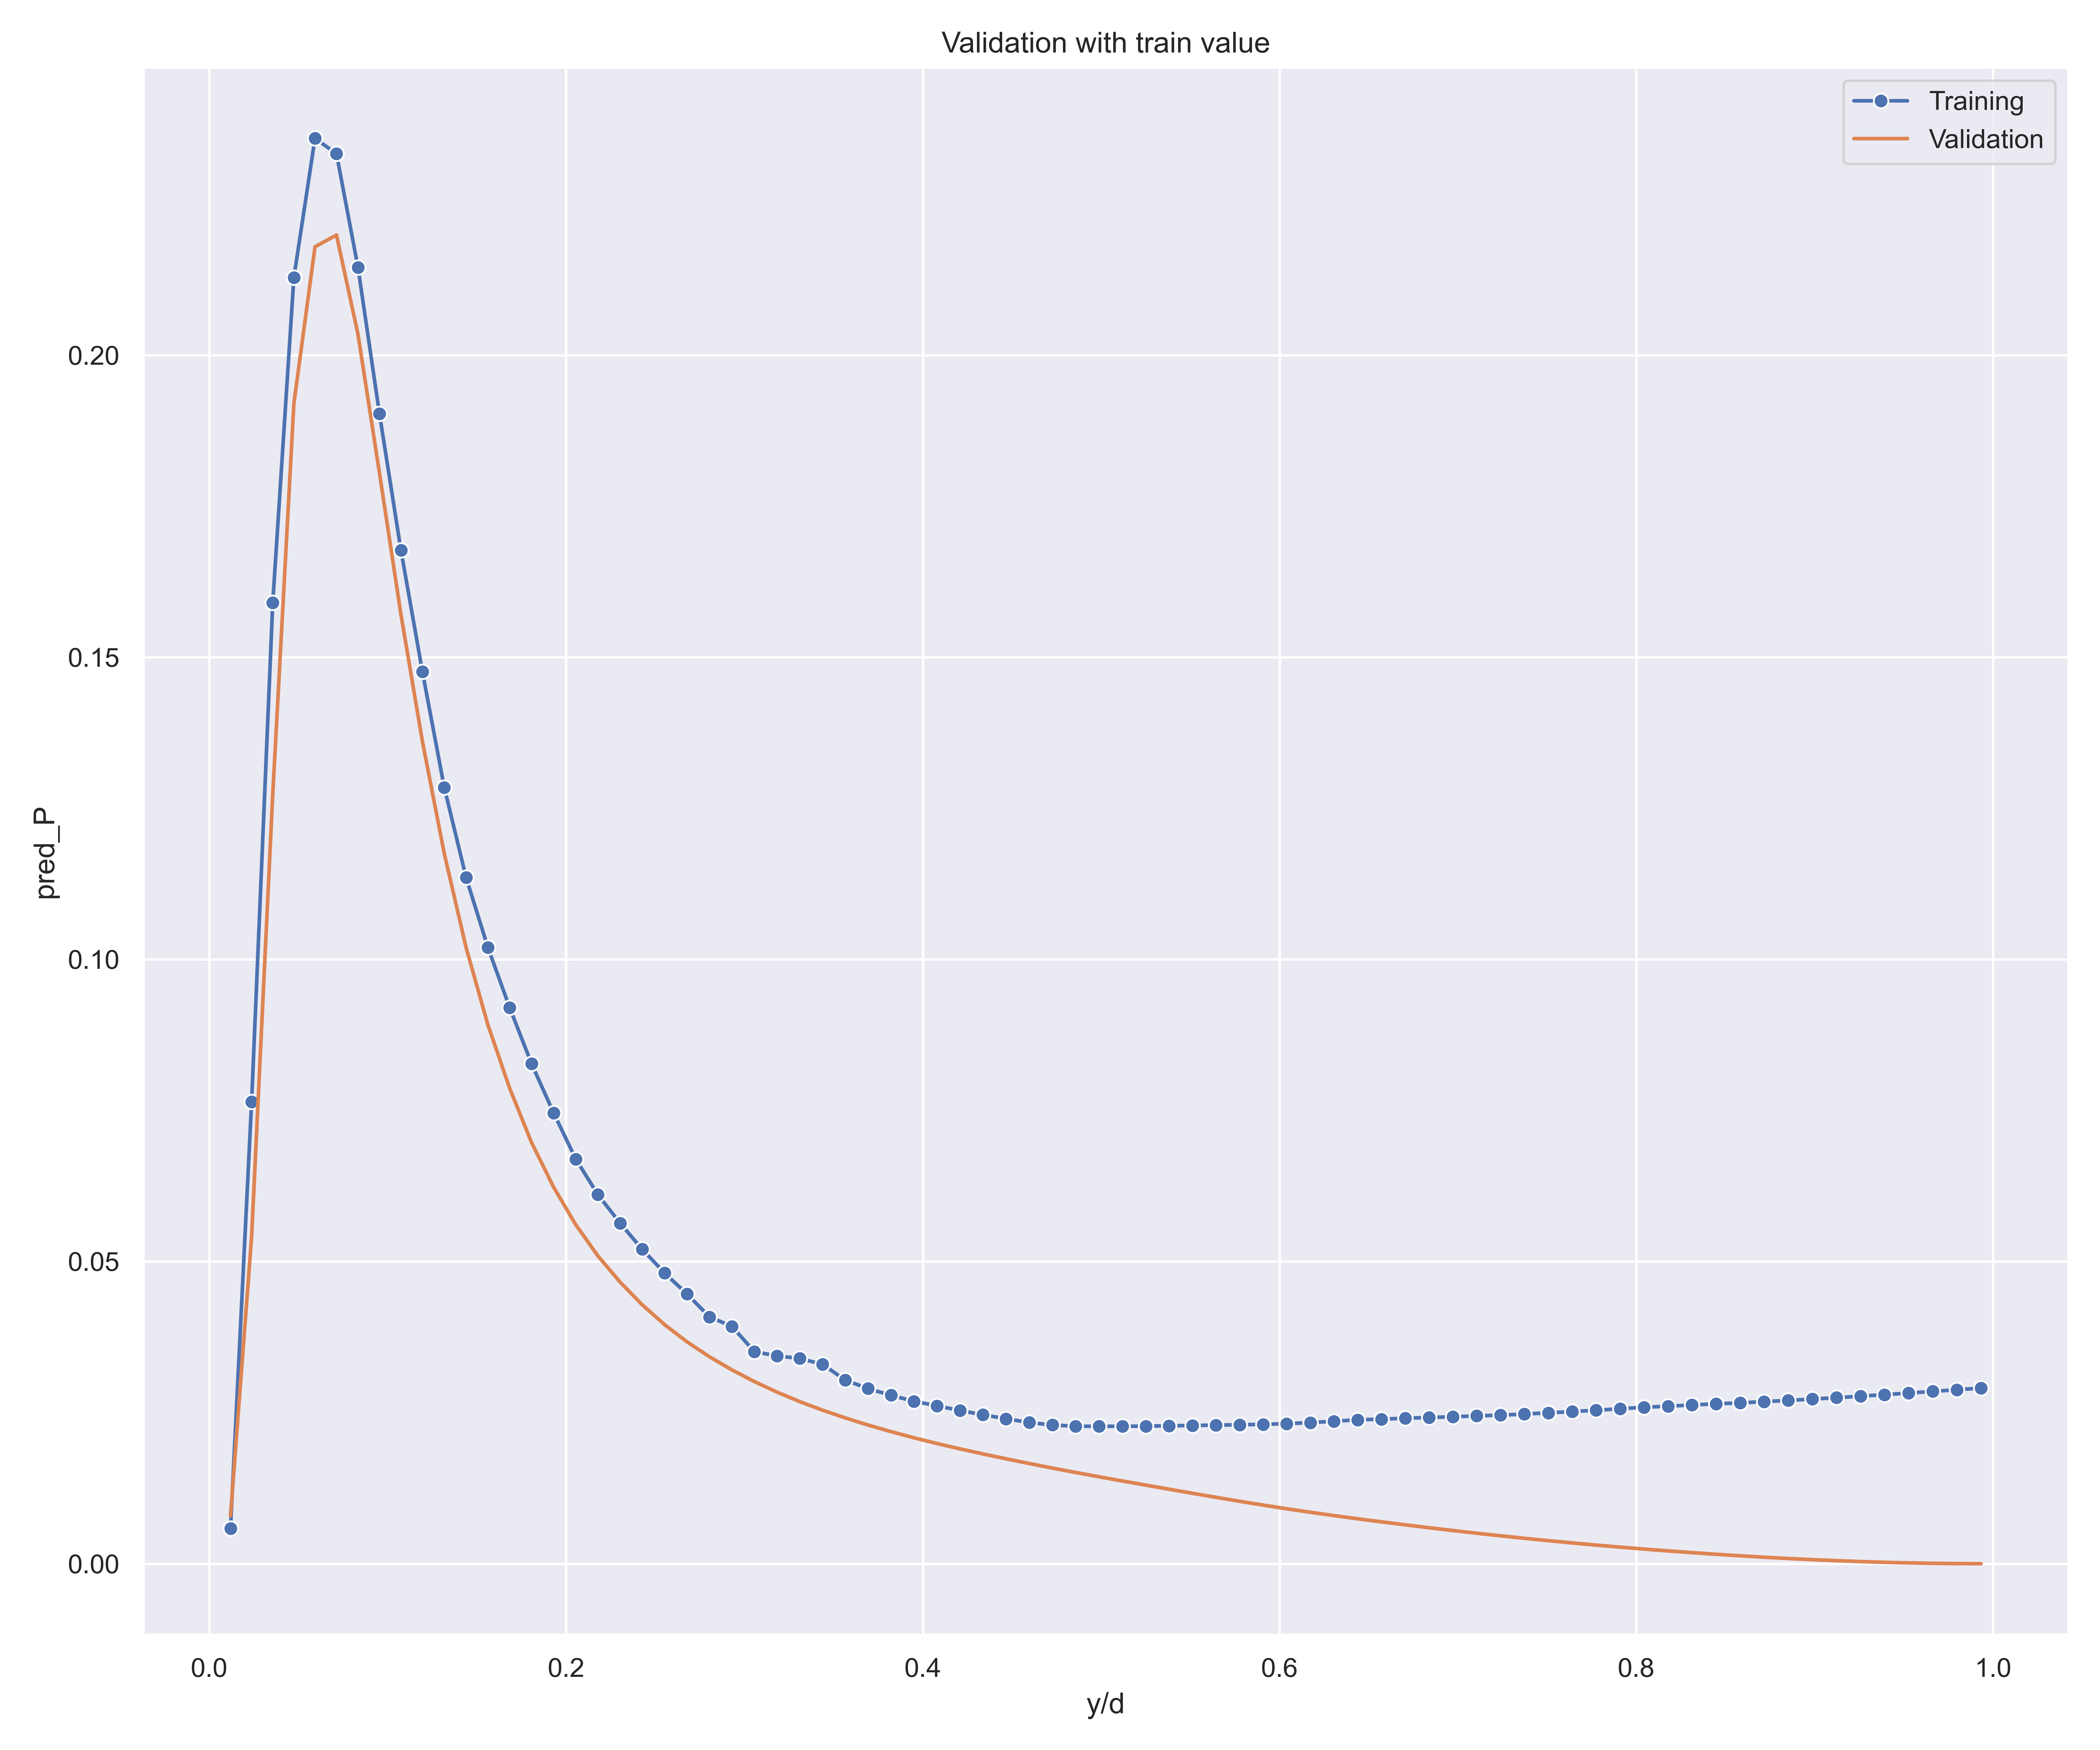 Validation with train value
Training
Validation
pred_P
0.20
0.15
0.10
0.05
0.00
0.0 0.2 0.4 0.6 0.8 1.0
y/d